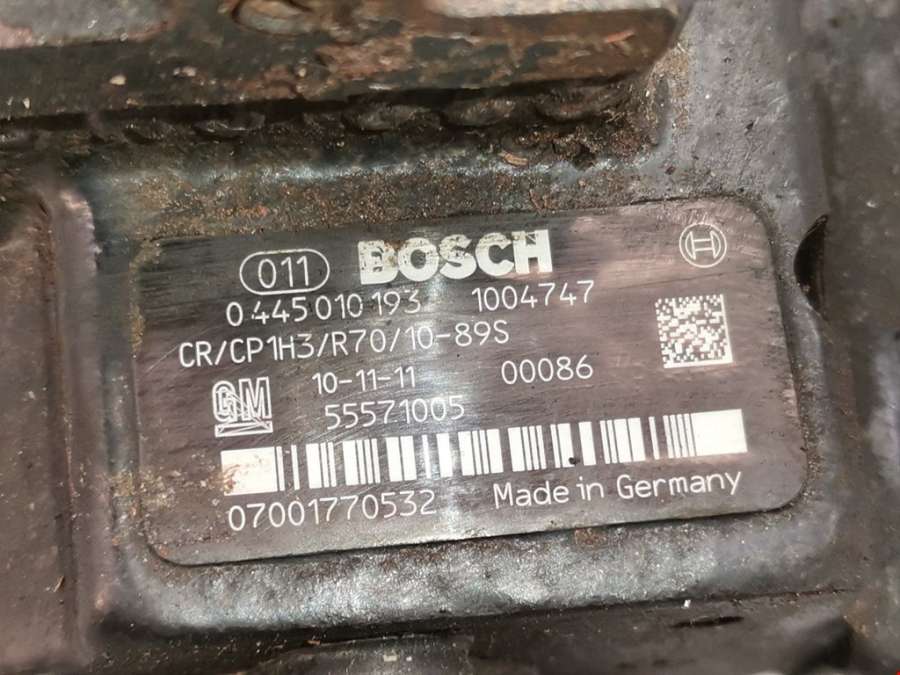 011 BOSCH
0 445 010 193 1004747
CR/CP1H3/R70/10-89S
GM 10-11-11 00086
55571005
07001770532 Made in Germany